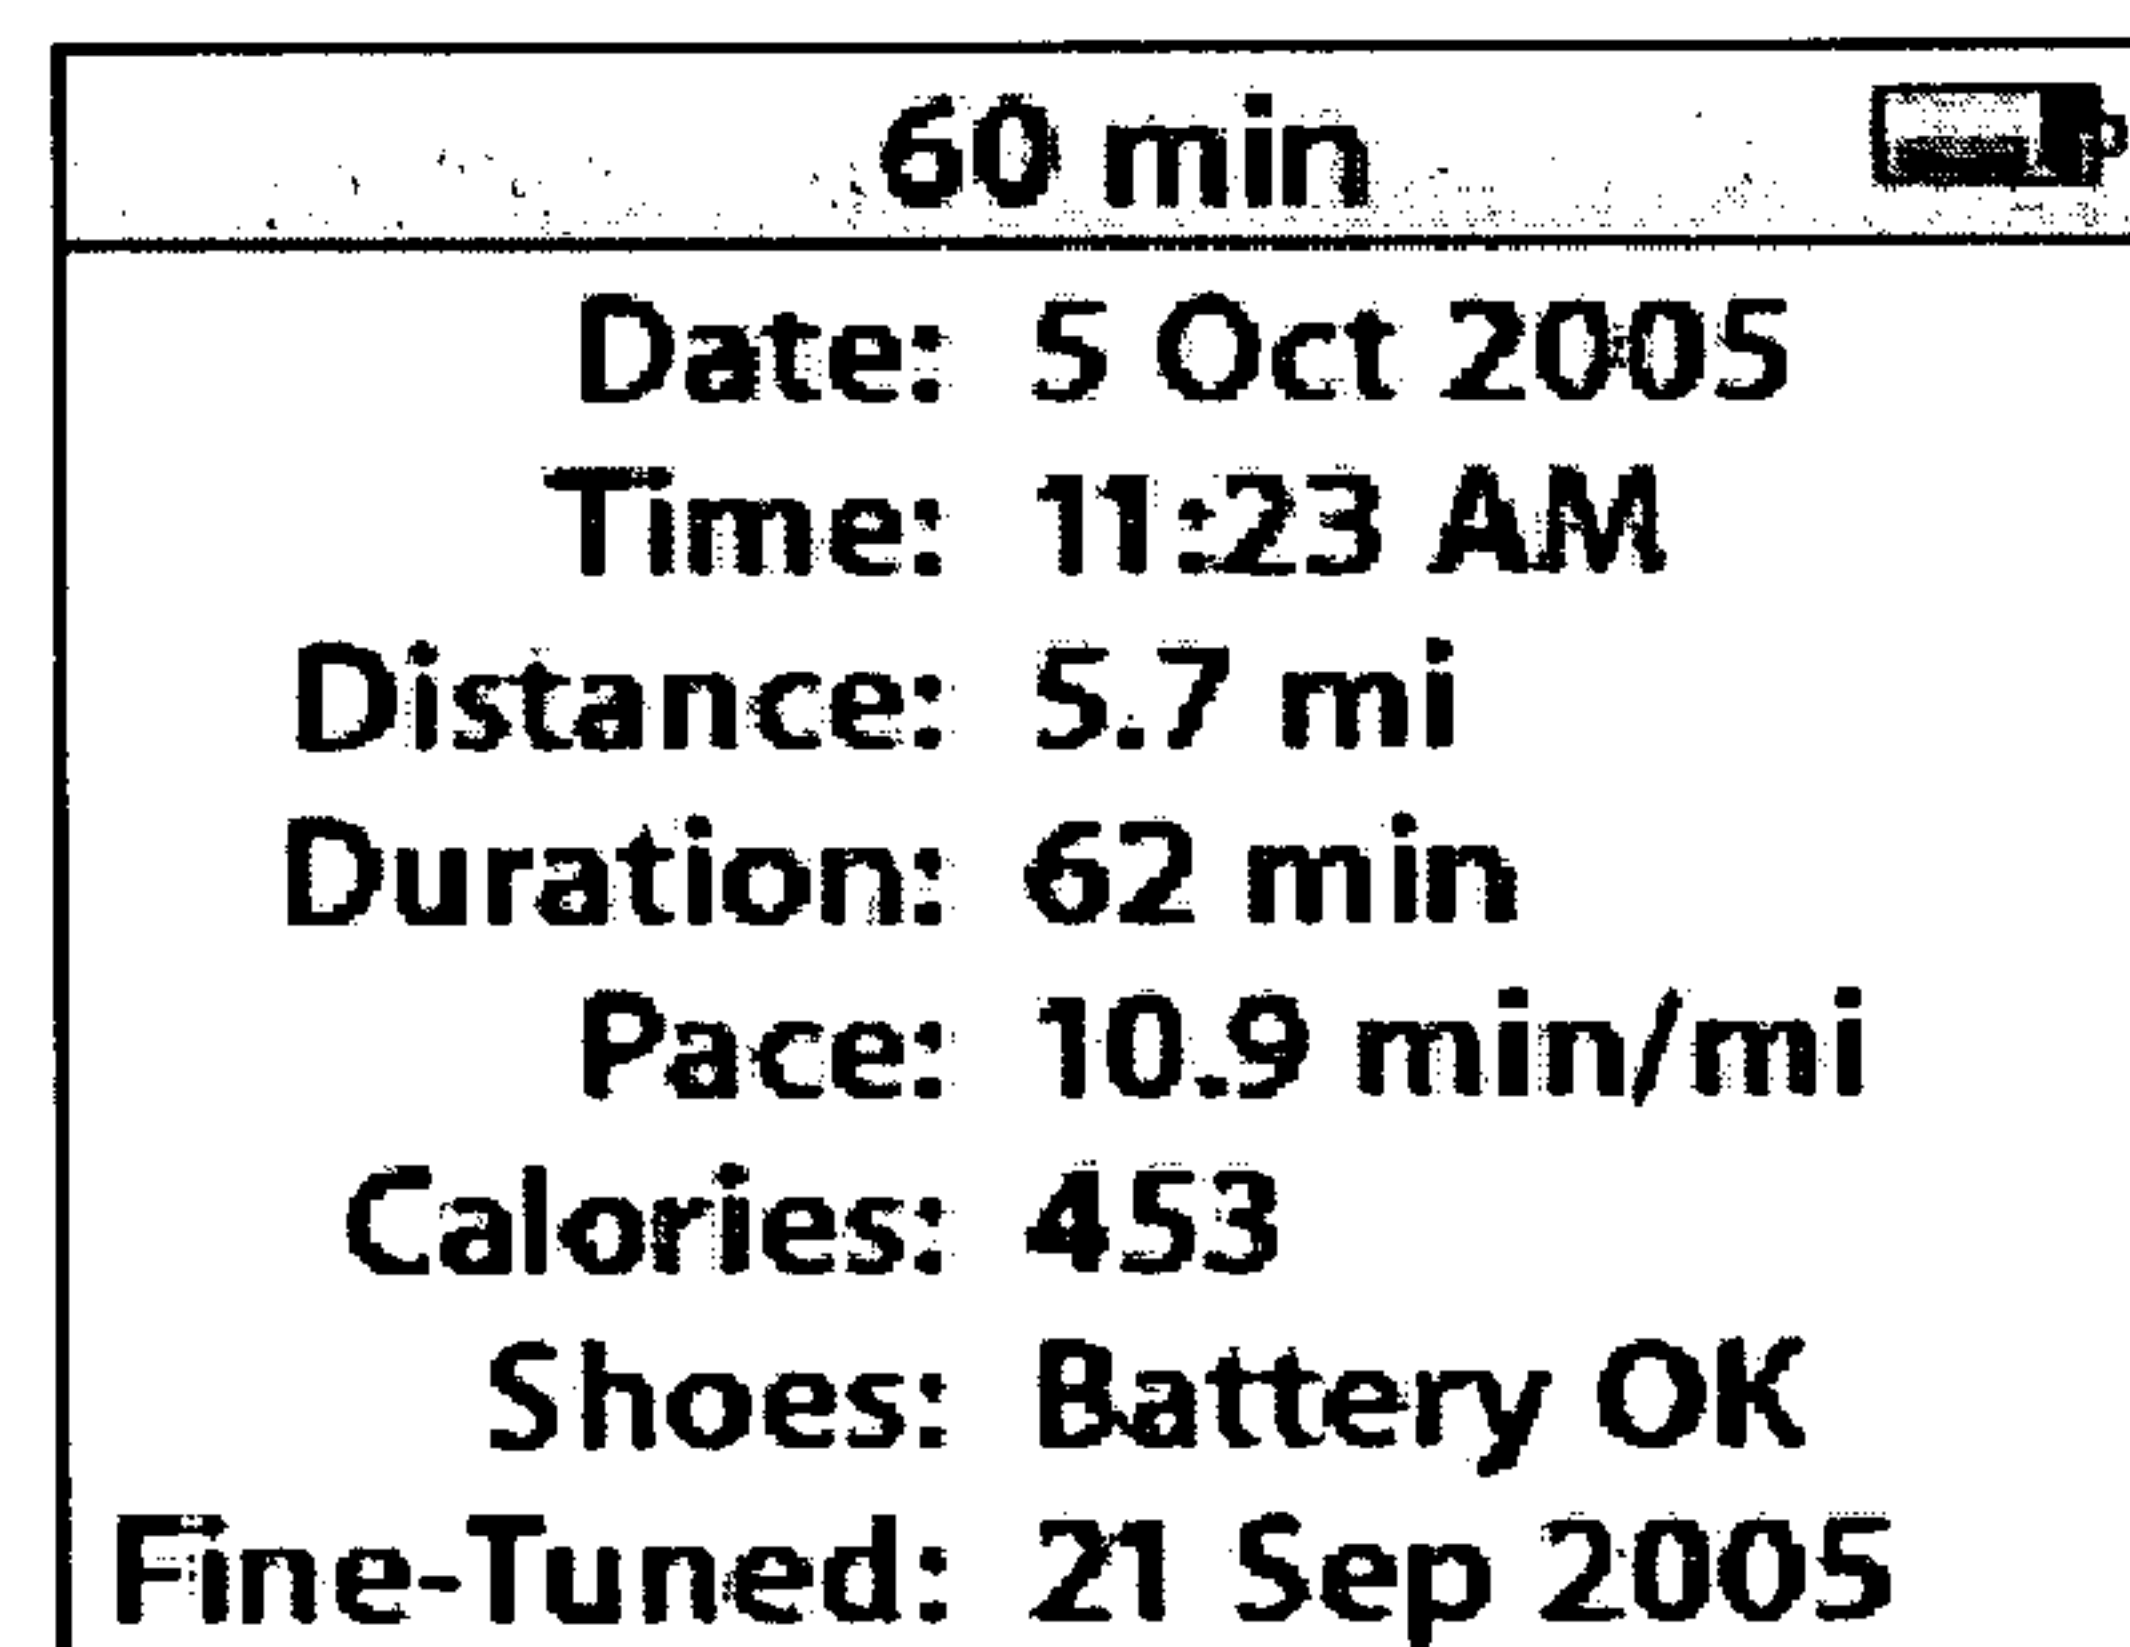 60 min
Date: 5 Oct 2005
Time: 11:23 AM
Distance: 5.7 mi
Duration: 62 min
Pace: 10.9 min/mi
Calories: 453
Shoes: Battery OK
Fine-Tuned: 21 Sep 2005